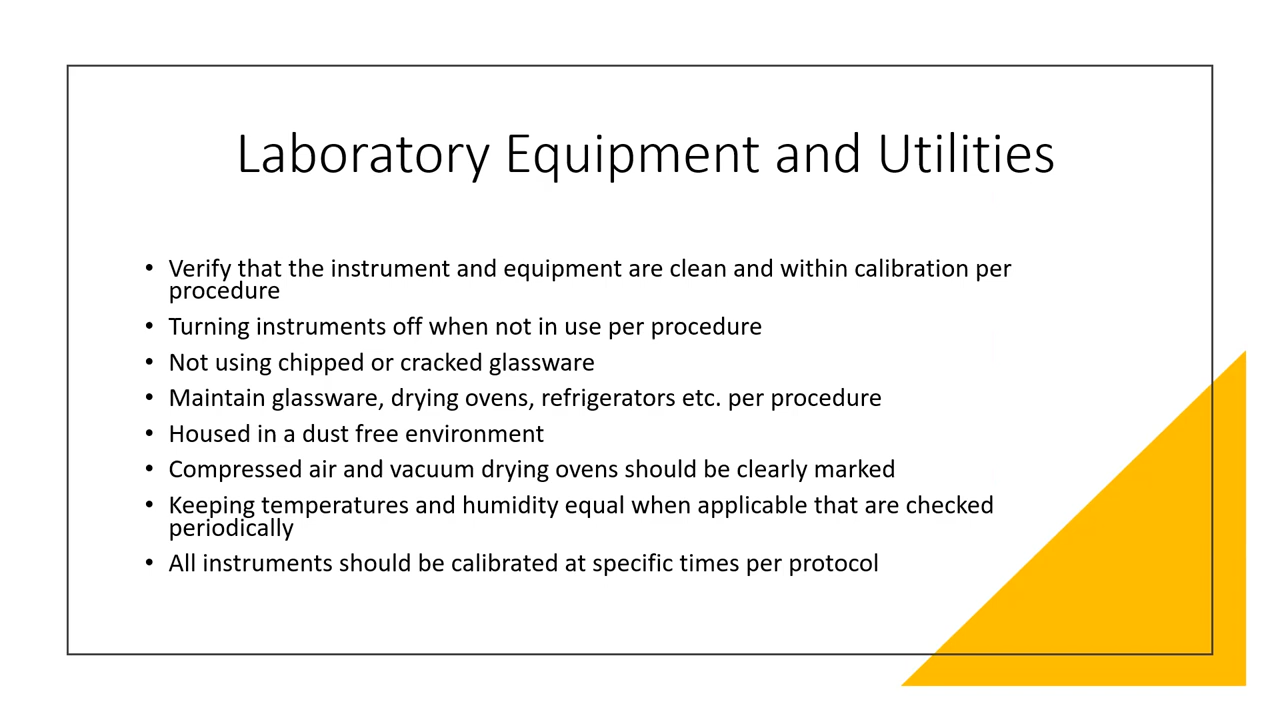 Laboratory Equipment and Utilities
• Verify that the instrument and equipment are clean and within calibration per
procedure
• Turning instruments off when not in use per procedure
• Not using chipped or cracked glassware
• Maintain glassware, drying ovens, refrigerators etc. per procedure
• Housed in a dust free environment
• Compressed air and vacuum drying ovens should be clearly marked
• Keeping temperatures and humidity equal when applicable that are checked
periodically
• All instruments should be calibrated at specific times per protocol